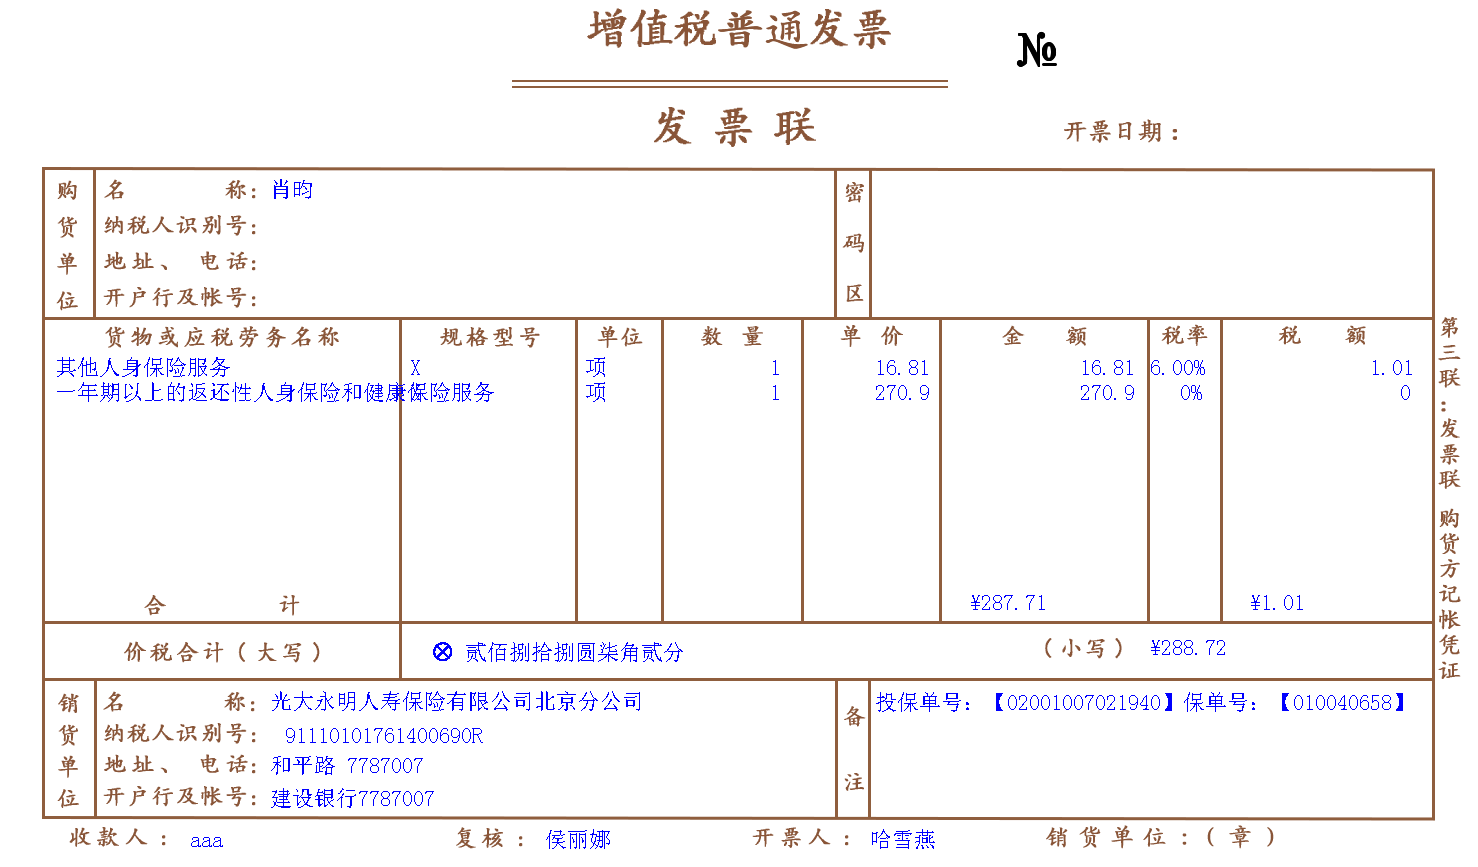 增值税普通发票
№
发票联
开票日期：
购货单位
名称：肖昀
纳税人识别号：
地址、电话：
开户行及帐号：
密码区
货物或应税劳务名称 规格型号 单位 数量 单价 金额 税率 税额
其他人身保险服务 X 项 1 16.81 16.81 6.00% 1.01
一年期以上的返还性人身保险和健康保险服务 项 1 270.9 270.9 0% 0
合计 ¥287.71 ¥1.01
价税合计（大写） ⊗ 贰佰捌拾捌圆柒角贰分 （小写） ¥288.72
销货单位
名称：光大永明人寿保险有限公司北京分公司
纳税人识别号：91110101761400690R
地址、电话：和平路 7787007
开户行及帐号：建设银行7787007
备注
投保单号：【02001007021940】保单号：【010040658】
收款人：aaa 复核：侯丽娜 开票人：哈雪燕 销货单位：（章）
第三联：发票联 购货方记帐凭证